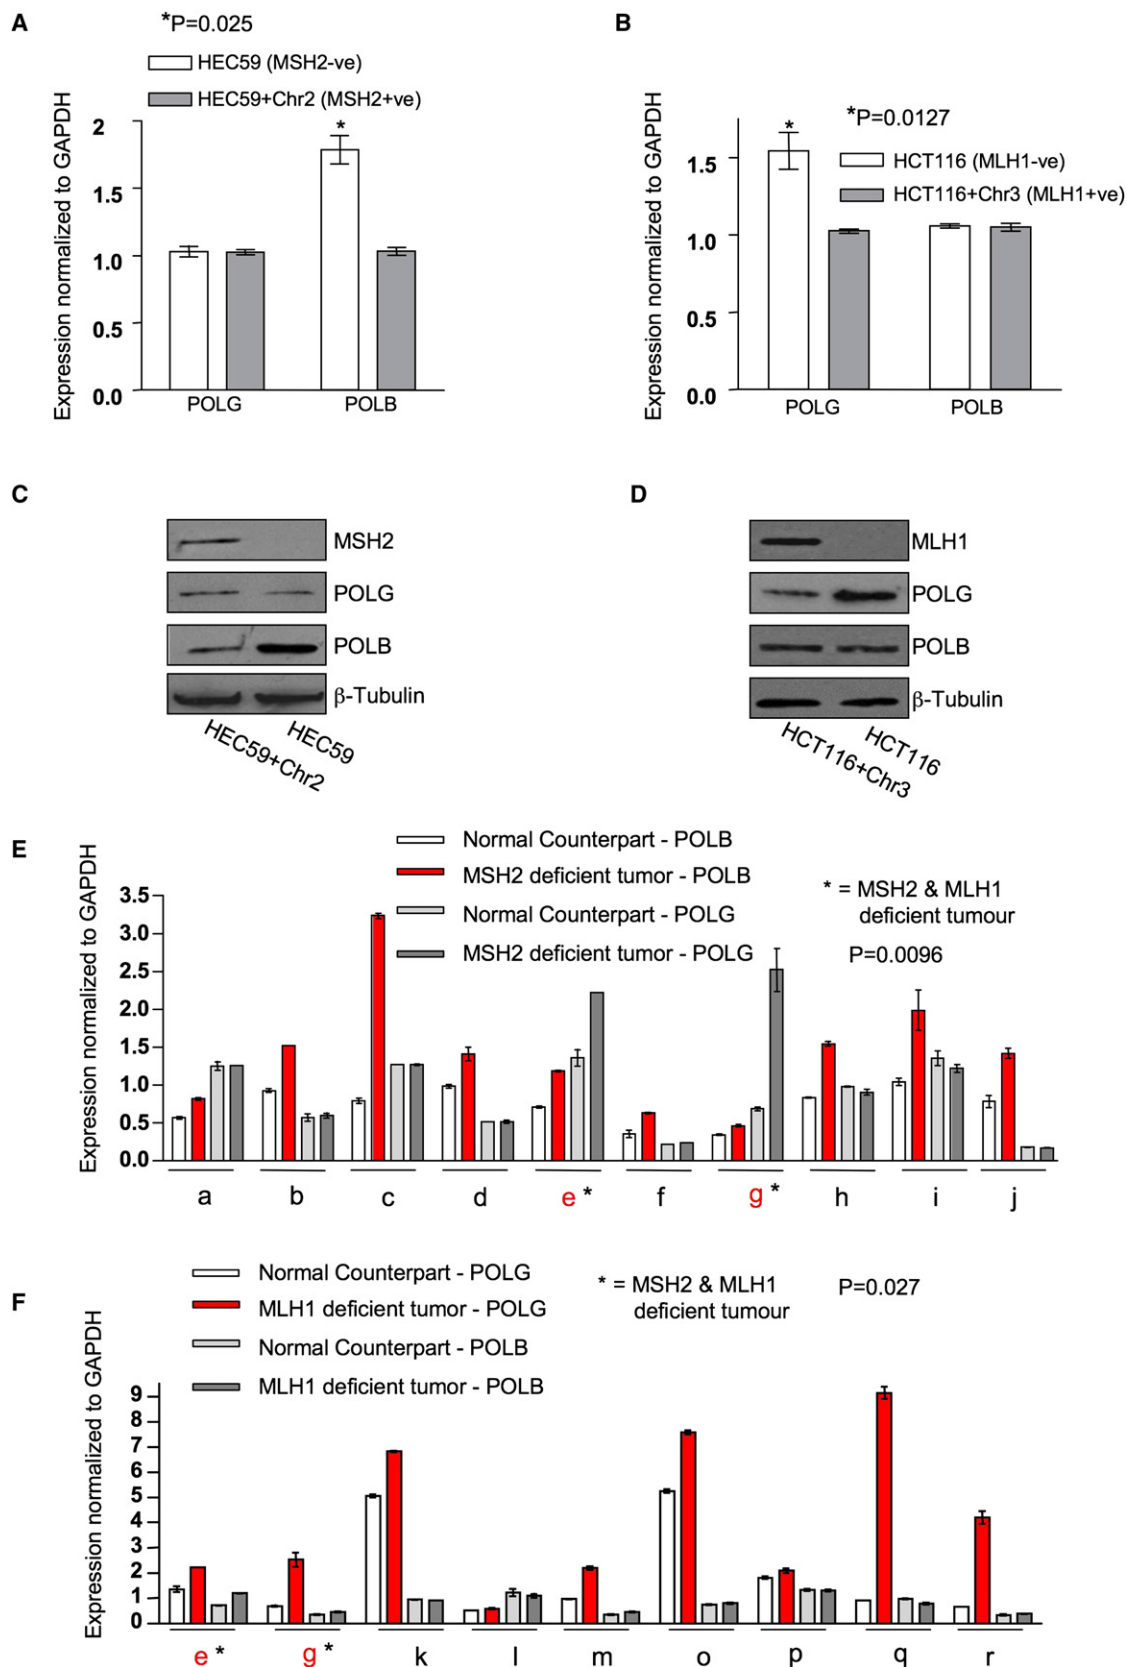 A
*P=0.025
HEC59 (MSH2-ve)
HEC59+Chr2 (MSH2+ve)
Expression normalized to GAPDH
2
1.5
1.0
0.5
0.0
*
POLG
POLB
B
*P=0.0127
HCT116 (MLH1-ve)
HCT116+Chr3 (MLH1+ve)
Expression normalized to GAPDH
1.5
1.0
0.5
0.0
*
POLG
POLB
C
MSH2
POLG
POLB
β-Tubulin
HEC59+Chr2
HEC59
D
MLH1
POLG
POLB
β-Tubulin
HCT116+Chr3
HCT116
E
Normal Counterpart - POLB
MSH2 deficient tumor - POLB
Normal Counterpart - POLG
MSH2 deficient tumor - POLG
* = MSH2 & MLH1
deficient tumour
P=0.0096
Expression normalized to GAPDH
3.5
3.0
2.5
2.0
1.5
1.0
0.5
0.0
a b c d e * f g * h i j
F
Normal Counterpart - POLG
MLH1 deficient tumor - POLG
Normal Counterpart - POLB
MLH1 deficient tumor - POLB
* = MSH2 & MLH1
deficient tumour
P=0.027
Expression normalized to GAPDH
9
8
7
6
5
4
3
2
1
0
e * g * k l m o p q r